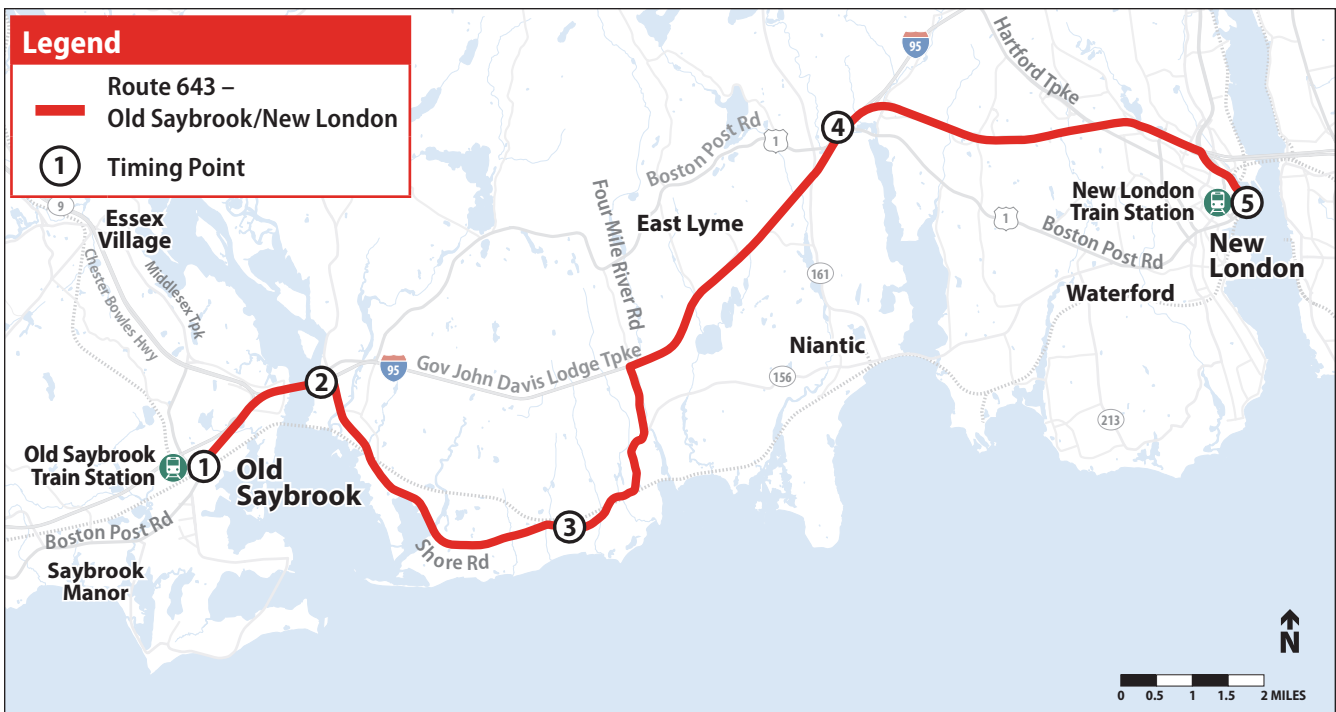 Legend
Route 643 –
Old Saybrook/New London
1
Timing Point
95
Hartford Tpke
9
Essex
Village
Chester Bowles Hwy
Middlesex Tpk
Boston Post Rd
1
4
Four Mile River Rd
East Lyme
New London
Train Station
5
1
Boston Post Rd
New
London
161
Waterford
Niantic
2
95
Gov John Davis Lodge Tpke
156
213
Old Saybrook
Train Station
1
Old
Saybrook
3
Boston Post Rd
Shore Rd
Saybrook
Manor
N
0 0.5 1 1.5 2 MILES